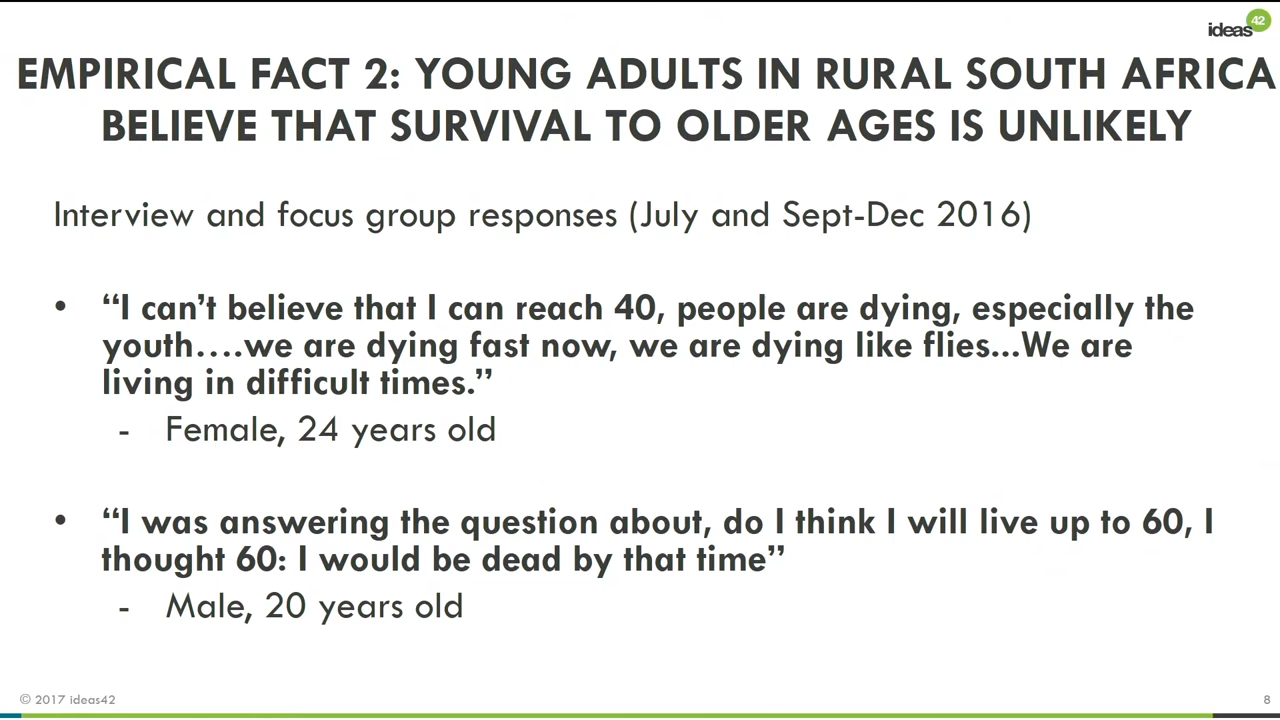 ideas42
EMPIRICAL FACT 2: YOUNG ADULTS IN RURAL SOUTH AFRICA
BELIEVE THAT SURVIVAL TO OLDER AGES IS UNLIKELY
Interview and focus group responses (July and Sept-Dec 2016)
• “I can’t believe that I can reach 40, people are dying, especially the
youth….we are dying fast now, we are dying like flies...We are
living in difficult times.”
- Female, 24 years old
• “I was answering the question about, do I think I will live up to 60, I
thought 60: I would be dead by that time”
- Male, 20 years old
© 2017 ideas42
8